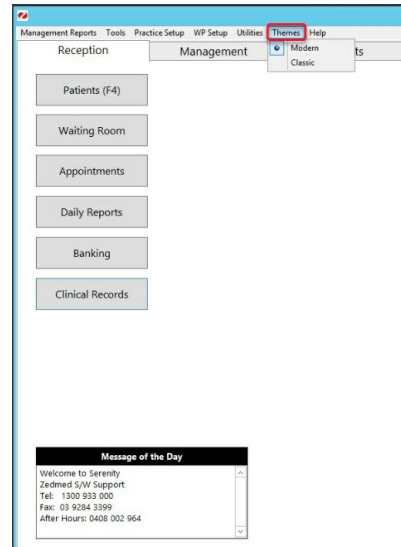 Management Reports Tools Practice Setup WP Setup Utilities Themes Help
Reception Management ts
Modern
Classic
Patients (F4)
Waiting Room
Appointments
Daily Reports
Banking
Clinical Records
Message of the Day
Welcome to Serenity
Zedmed S/W Support
Tel: 1300 933 000
Fax: 03 9284 3399
After Hours: 0408 002 964